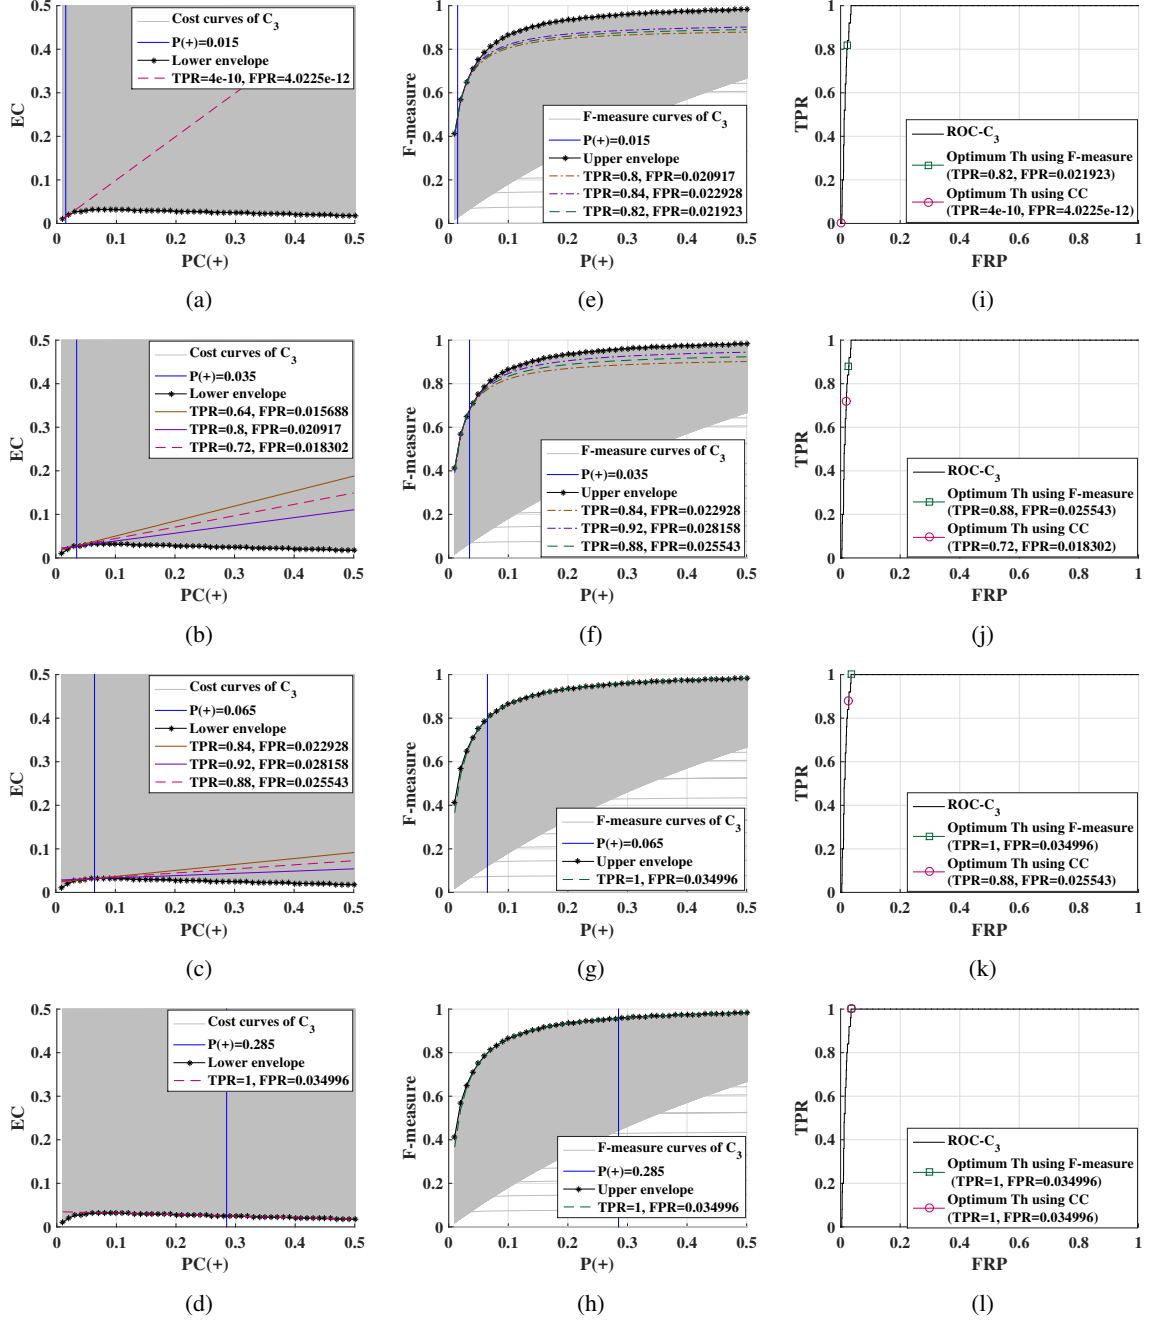 0.5
0.4
0.3
0.2
0.1
0
EC
Cost curves of C3
P(+)=0.015
Lower envelope
TPR=4e-10, FPR=4.0225e-12
0 0.1 0.2 0.3 0.4 0.5
PC(+)
(a)
1
0.8
0.6
0.4
0.2
0
F-measure
F-measure curves of C3
P(+)=0.015
Upper envelope
TPR=0.8, FPR=0.020917
TPR=0.84, FPR=0.022928
TPR=0.82, FPR=0.021923
0 0.1 0.2 0.3 0.4 0.5
P(+)
(e)
1
0.8
0.6
0.4
0.2
0
TPR
ROC-C3
Optimum Th using F-measure
(TPR=0.82, FPR=0.021923)
Optimum Th using CC
(TPR=4e-10, FPR=4.0225e-12)
0 0.2 0.4 0.6 0.8 1
FRP
(i)
0.5
0.4
0.3
0.2
0.1
0
EC
Cost curves of C3
P(+)=0.035
Lower envelope
TPR=0.64, FPR=0.015688
TPR=0.8, FPR=0.020917
TPR=0.72, FPR=0.018302
0 0.1 0.2 0.3 0.4 0.5
PC(+)
(b)
1
0.8
0.6
0.4
0.2
0
F-measure
F-measure curves of C3
P(+)=0.035
Upper envelope
TPR=0.84, FPR=0.022928
TPR=0.92, FPR=0.028158
TPR=0.88, FPR=0.025543
0 0.1 0.2 0.3 0.4 0.5
P(+)
(f)
1
0.8
0.6
0.4
0.2
0
TPR
ROC-C3
Optimum Th using F-measure
(TPR=0.88, FPR=0.025543)
Optimum Th using CC
(TPR=0.72, FPR=0.018302)
0 0.2 0.4 0.6 0.8 1
FRP
(j)
0.5
0.4
0.3
0.2
0.1
0
EC
Cost curves of C3
P(+)=0.065
Lower envelope
TPR=0.84, FPR=0.022928
TPR=0.92, FPR=0.028158
TPR=0.88, FPR=0.025543
0 0.1 0.2 0.3 0.4 0.5
PC(+)
(c)
1
0.8
0.6
0.4
0.2
0
F-measure
F-measure curves of C3
P(+)=0.065
Upper envelope
TPR=1, FPR=0.034996
0 0.1 0.2 0.3 0.4 0.5
P(+)
(g)
1
0.8
0.6
0.4
0.2
0
TPR
ROC-C3
Optimum Th using F-measure
(TPR=1, FPR=0.034996)
Optimum Th using CC
(TPR=0.88, FPR=0.025543)
0 0.2 0.4 0.6 0.8 1
FRP
(k)
0.5
0.4
0.3
0.2
0.1
0
EC
Cost curves of C3
P(+)=0.285
Lower envelope
TPR=1, FPR=0.034996
0 0.1 0.2 0.3 0.4 0.5
PC(+)
(d)
1
0.8
0.6
0.4
0.2
0
F-measure
F-measure curves of C3
P(+)=0.285
Upper envelope
TPR=1, FPR=0.034996
0 0.1 0.2 0.3 0.4 0.5
P(+)
(h)
1
0.8
0.6
0.4
0.2
0
TPR
ROC-C3
Optimum Th using F-measure
(TPR=1, FPR=0.034996)
Optimum Th using CC
(TPR=1, FPR=0.034996)
0 0.2 0.4 0.6 0.8 1
FRP
(l)